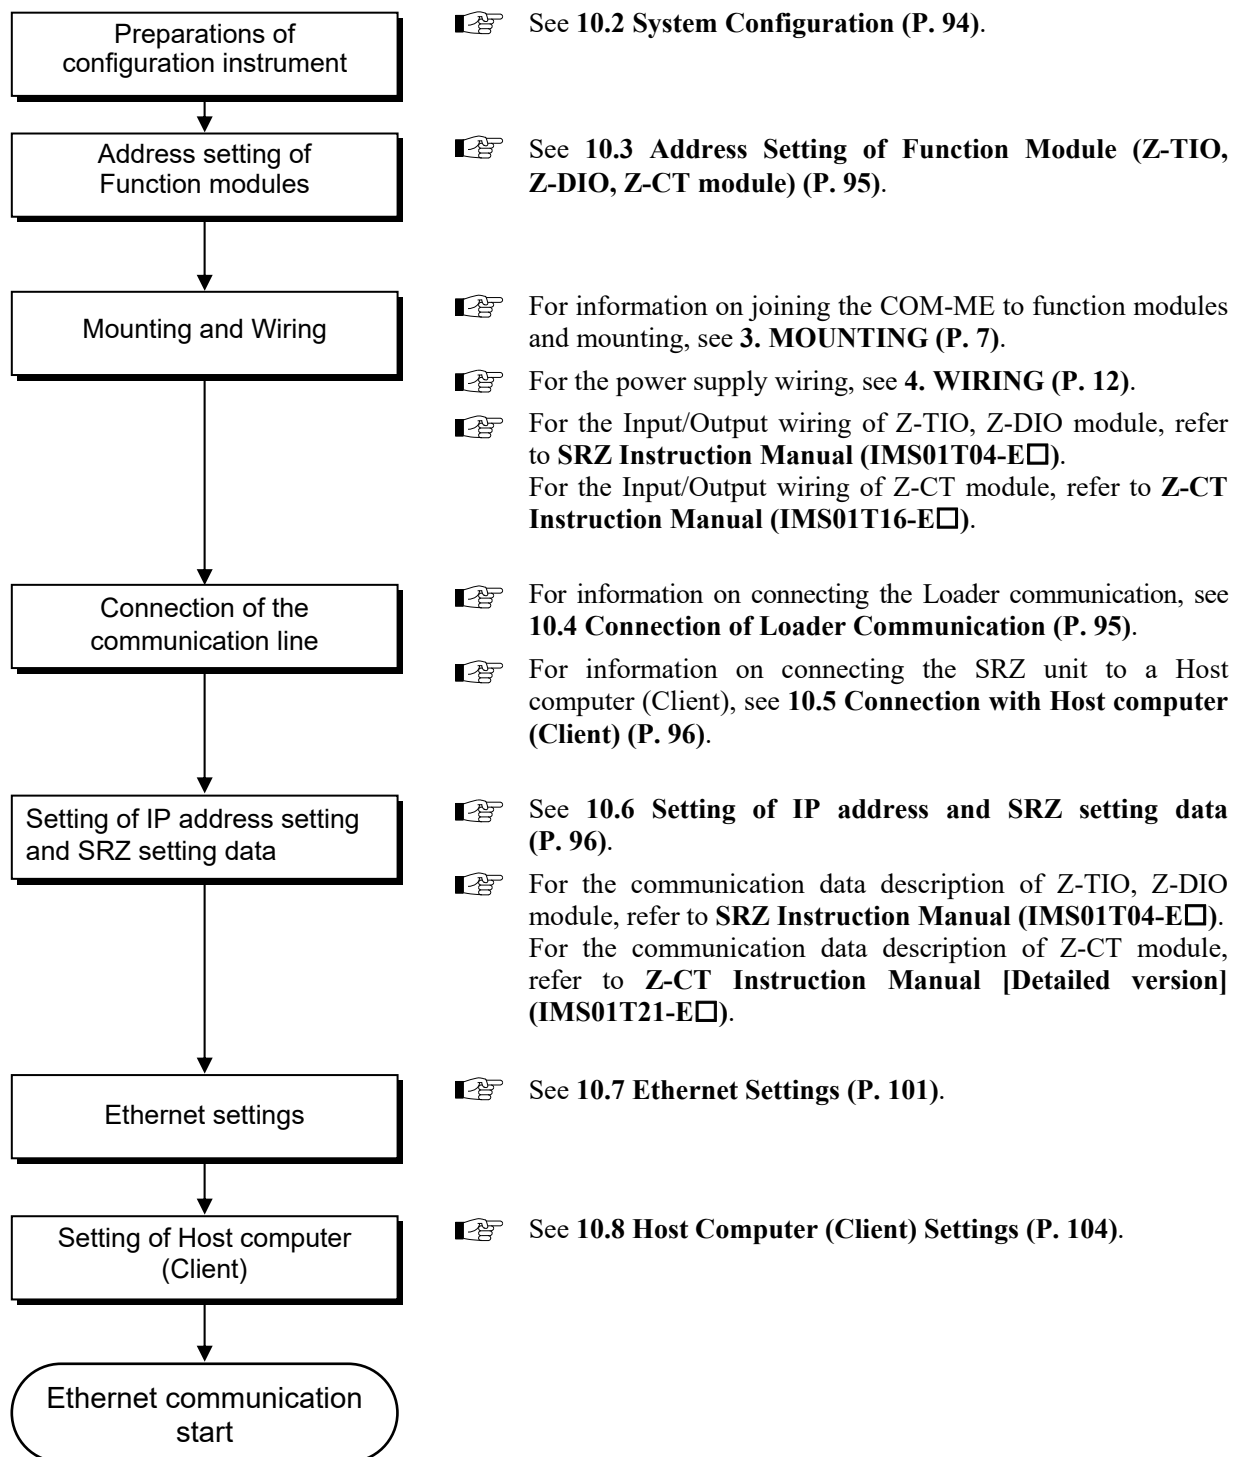 Preparations of
configuration instrument
See 10.2 System Configuration (P. 94).
Address setting of
Function modules
See 10.3 Address Setting of Function Module (Z-TIO,
Z-DIO, Z-CT module) (P. 95).
Mounting and Wiring
For information on joining the COM-ME to function modules
and mounting, see 3. MOUNTING (P. 7).
For the power supply wiring, see 4. WIRING (P. 12).
For the Input/Output wiring of Z-TIO, Z-DIO module, refer
to SRZ Instruction Manual (IMS01T04-E□).
For the Input/Output wiring of Z-CT module, refer to Z-CT
Instruction Manual (IMS01T16-E□).
Connection of the
communication line
For information on connecting the Loader communication, see
10.4 Connection of Loader Communication (P. 95).
For information on connecting the SRZ unit to a Host
computer (Client), see 10.5 Connection with Host computer
(Client) (P. 96).
Setting of IP address setting
and SRZ setting data
See 10.6 Setting of IP address and SRZ setting data
(P. 96).
For the communication data description of Z-TIO, Z-DIO
module, refer to SRZ Instruction Manual (IMS01T04-E□).
For the communication data description of Z-CT module,
refer to Z-CT Instruction Manual [Detailed version]
(IMS01T21-E□).
Ethernet settings
See 10.7 Ethernet Settings (P. 101).
Setting of Host computer
(Client)
See 10.8 Host Computer (Client) Settings (P. 104).
Ethernet communication
start